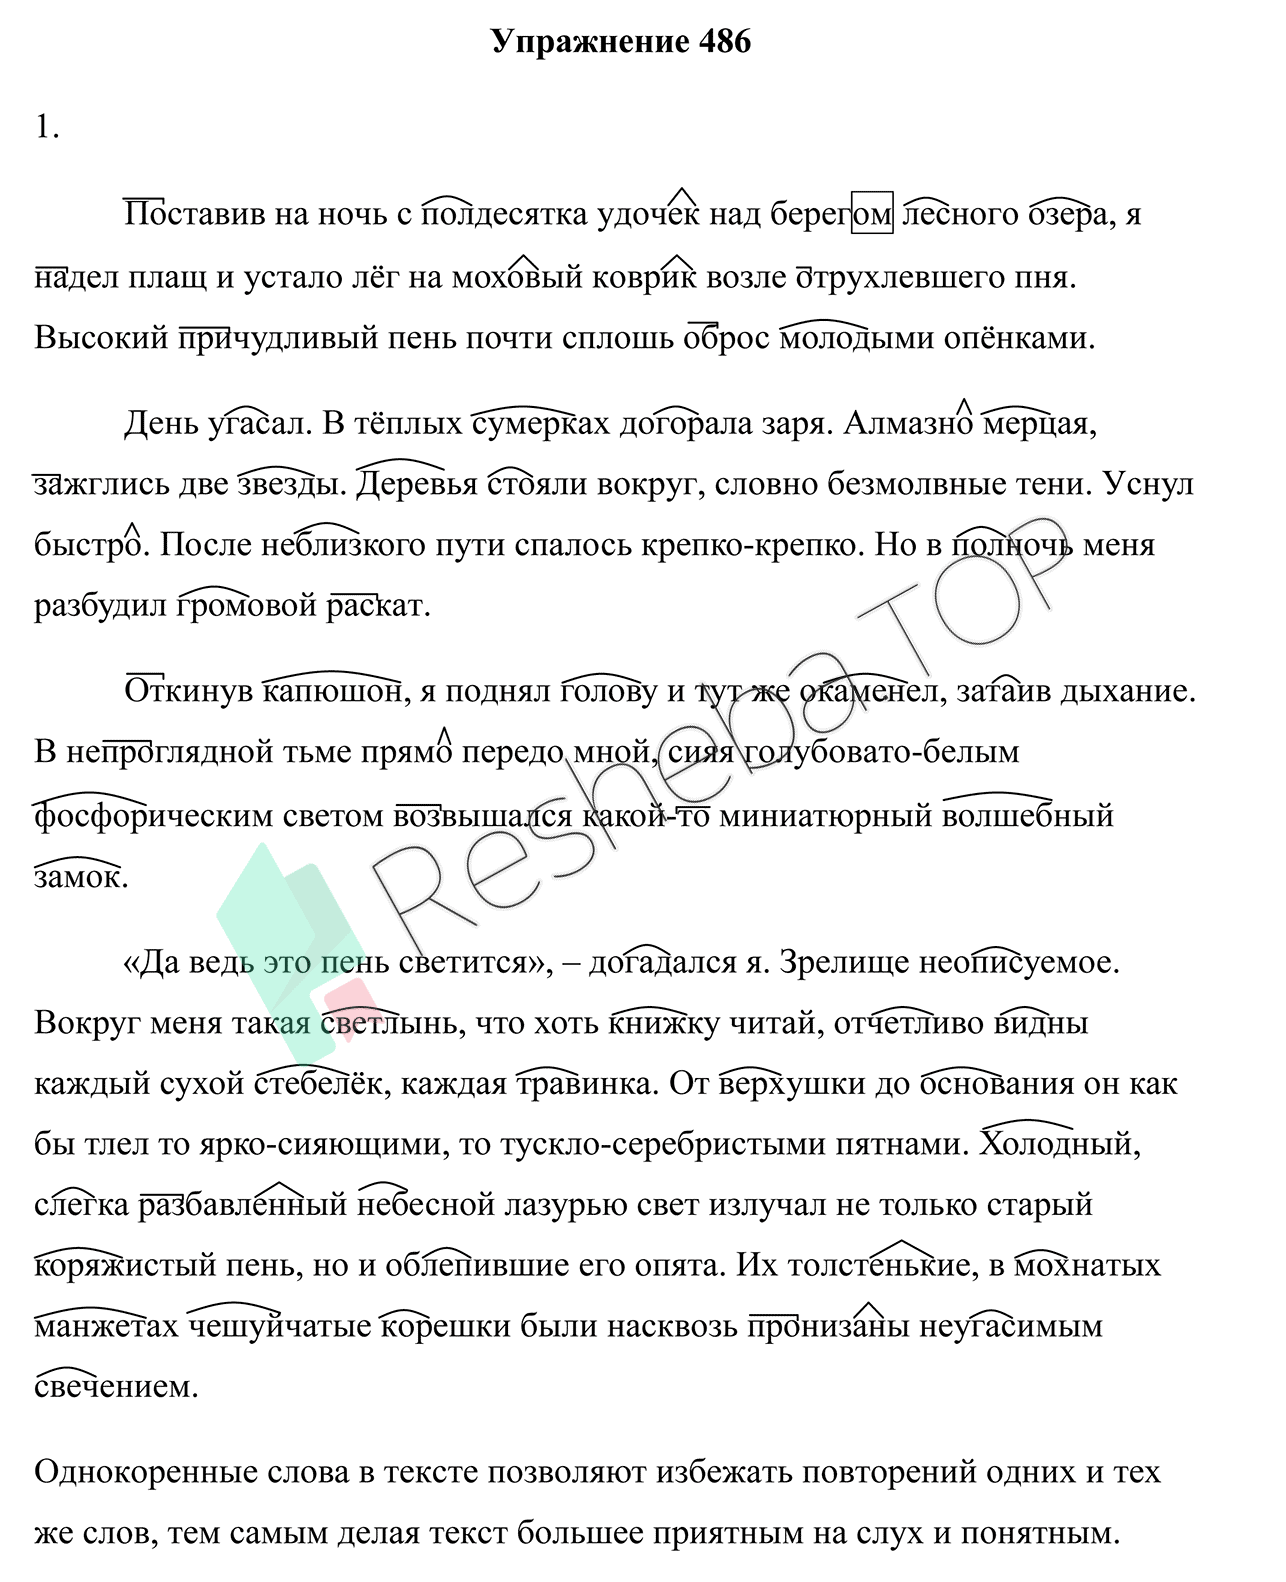 Упражнение 486
1.
Поставив на ночь с полдесятка удочек над берегом лесного озера, я
надел плащ и устало лёг на моховый коврик возле отрухлевшего пня.
Высокий причудливый пень почти сплошь оброс молодыми опёнками.
День угасал. В тёплых сумерках догорала заря. Алмазно мерцая,
зажглись две звезды. Деревья стояли вокруг, словно безмолвные тени. Уснул
быстро. После неблизкого пути спалось крепко-крепко. Но в полночь меня
разбудил громовой раскат.
Откинув капюшон, я поднял голову и тут же окаменел, затаив дыхание.
В непроглядной тьме прямо передо мной, сияя голубовато-белым
фосфорическим светом возвышался какой-то миниатюрный волшебный
замок.
«Да ведь это пень светится», – догадался я. Зрелище неописуемое.
Вокруг меня такая светлынь, что хоть книжку читай, отчетливо видны
каждый сухой стебелёк, каждая травинка. От верхушки до основания он как
бы тлел то ярко-сияющими, то тускло-серебристыми пятнами. Холодный,
слегка разбавленный небесной лазурью свет излучал не только старый
коряжистый пень, но и облепившие его опята. Их толстенькие, в мохнатых
манжетах чешуйчатые корешки были насквозь пронизаны неугасимым
свечением.
Однокоренные слова в тексте позволяют избежать повторений одних и тех
же слов, тем самым делая текст большее приятным на слух и понятным.
Resheba TOP